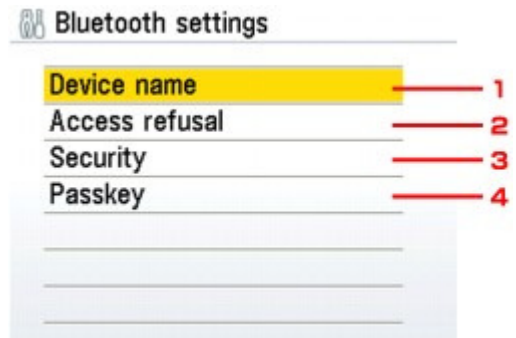 Bluetooth settings
Device name 1
Access refusal 2
Security 3
Passkey 4